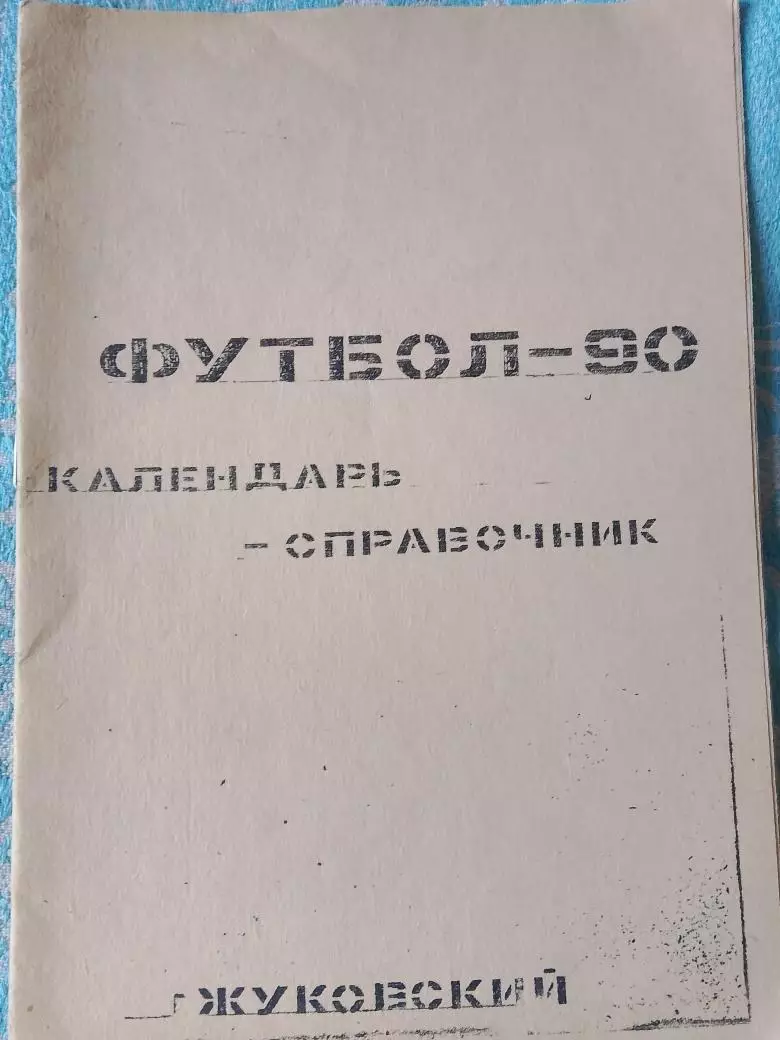 ФУТБОЛ-90
КАЛЕНДАРЬ
- СПРАВОЧНИК
г ЖУКОВСКИЙ